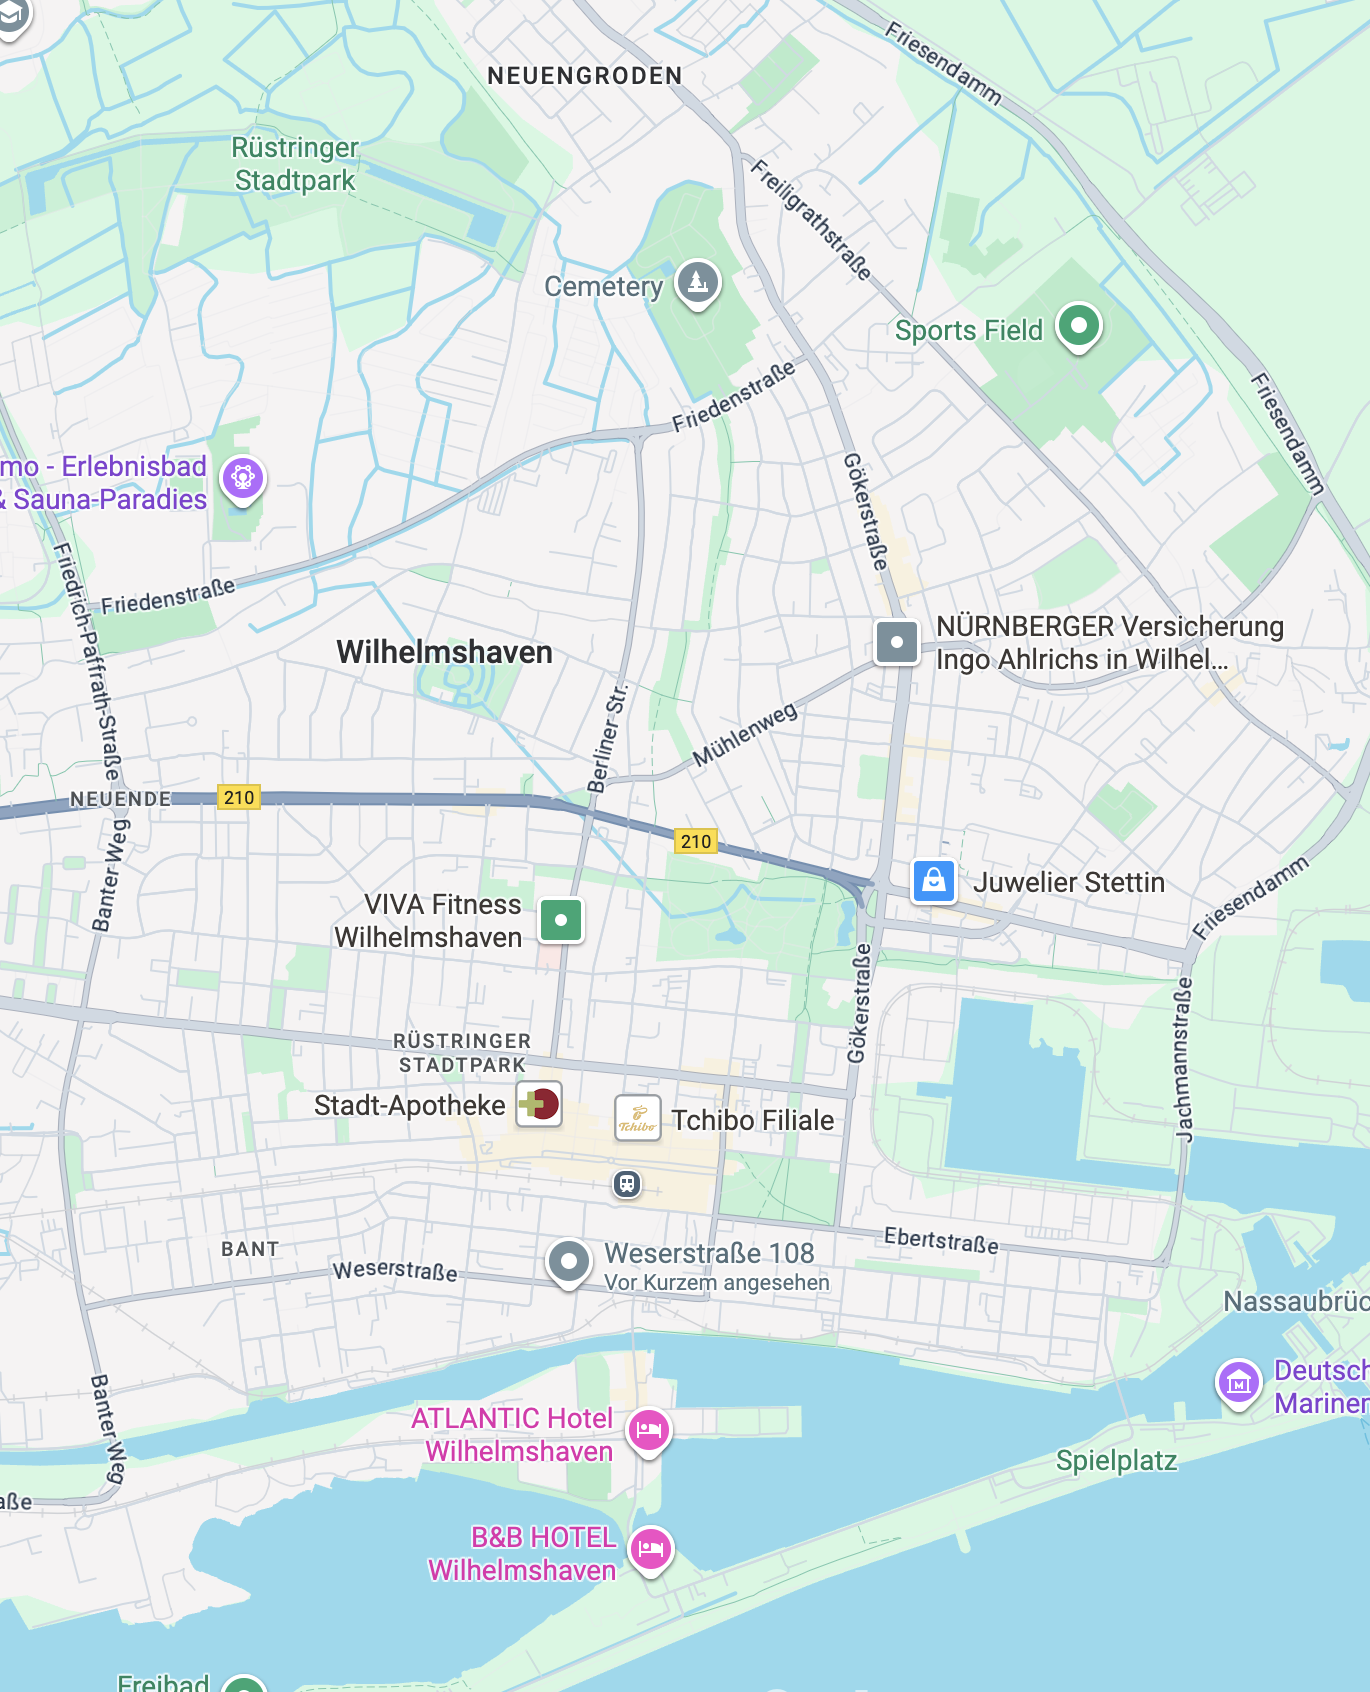 Friesendamm
NEUENGRODEN
Rüstringer
Stadtpark
Freiligrathstraße
Cemetery
Sports Field
Friedenstraße
Friesendamm
mo - Erlebnisbad
& Sauna-Paradies
Gökerstraße
Friedrich-Paffrath-Straße
Friedenstraße
NÜRNBERGER Versicherung
Ingo Ahlrichs in Wilhel...
Wilhelmshaven
Berliner Str.
Mühlenweg
NEUENDE
210
210
Banter Weg
Juwelier Stettin
Friesendamm
VIVA Fitness
Wilhelmshaven
Gökerstraße
Jachmannstraße
RÜSTRINGER
STADTPARK
Stadt-Apotheke
Tchibo
Tchibo Filiale
BANT
Ebertstraße
Weserstraße
Weserstraße 108
Vor Kurzem angesehen
Nassaubrüc
Banter Weg
Deutsch
Mariner
M
ATLANTIC Hotel
Wilhelmshaven
Spielplatz
aße
B&B HOTEL
Wilhelmshaven
Freibad